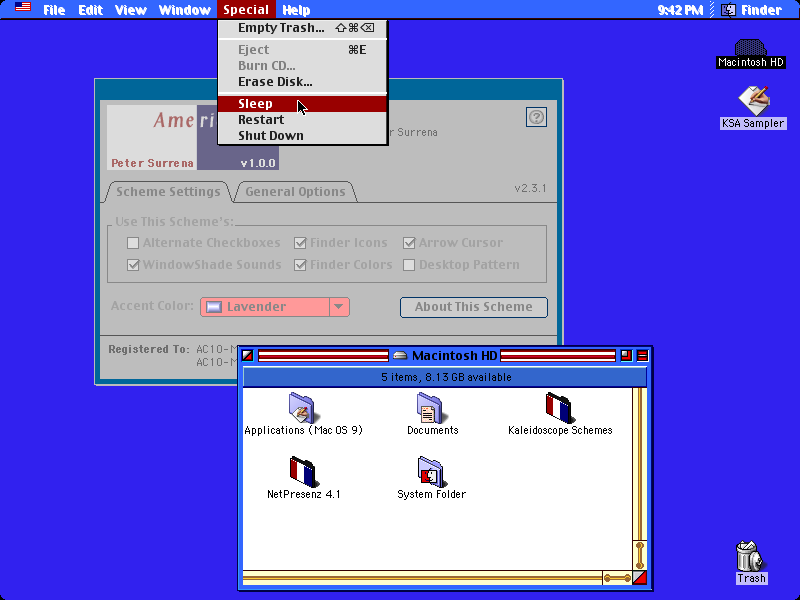 File Edit View Window Special Help 9:42 PM Finder
Empty Trash... ⇧⌘⌫
Eject ⌘E
Burn CD...
Erase Disk...
Sleep
Restart
Shut Down
Macintosh HD
KSA Sampler
Peter Surrena v1.0.0
Surrena
Scheme Settings General Options v2.3.1
Use This Scheme's:
Alternate Checkboxes Finder Icons Arrow Cursor
WindowShade Sounds Finder Colors Desktop Pattern
Accent Color: Lavender About This Scheme
Registered To:
Macintosh HD
5 items, 8.13 GB available
Applications (Mac OS 9) Documents Kaleidoscope Schemes
NetPresenz 4.1 System Folder
Trash